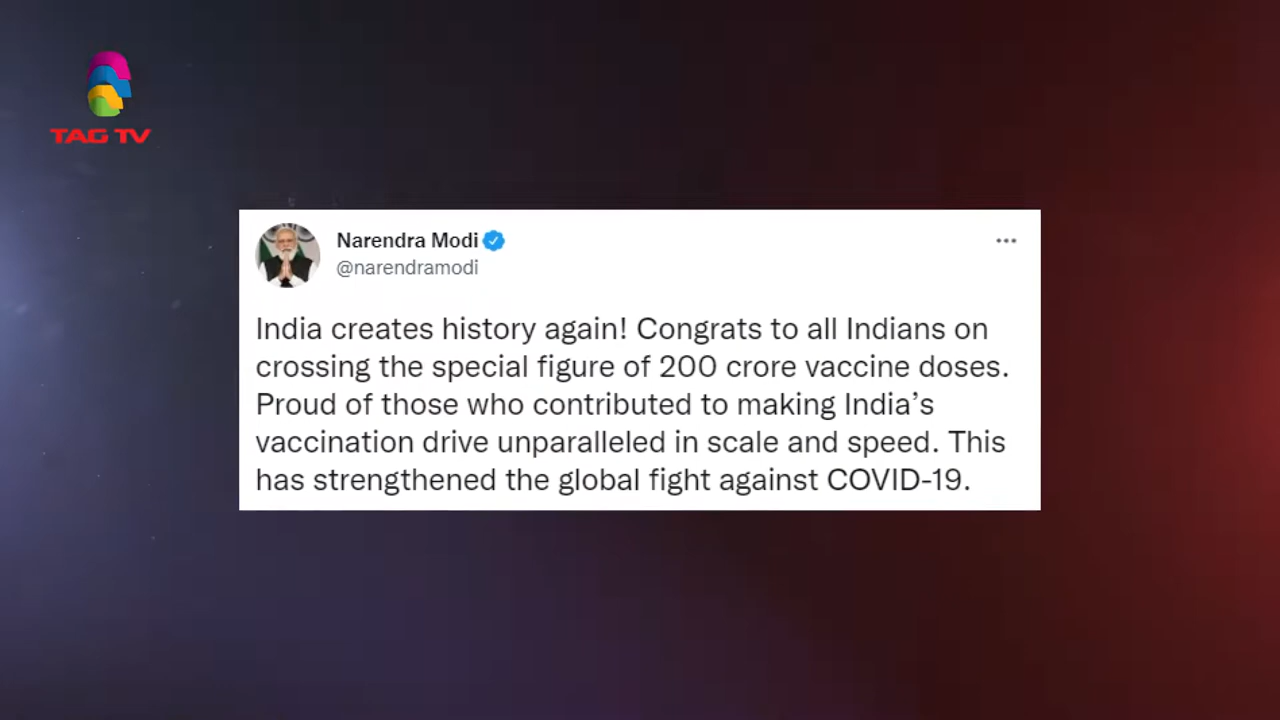 TAG TV
Narendra Modi
@narendramodi
India creates history again! Congrats to all Indians on
crossing the special figure of 200 crore vaccine doses.
Proud of those who contributed to making India’s
vaccination drive unparalleled in scale and speed. This
has strengthened the global fight against COVID-19.